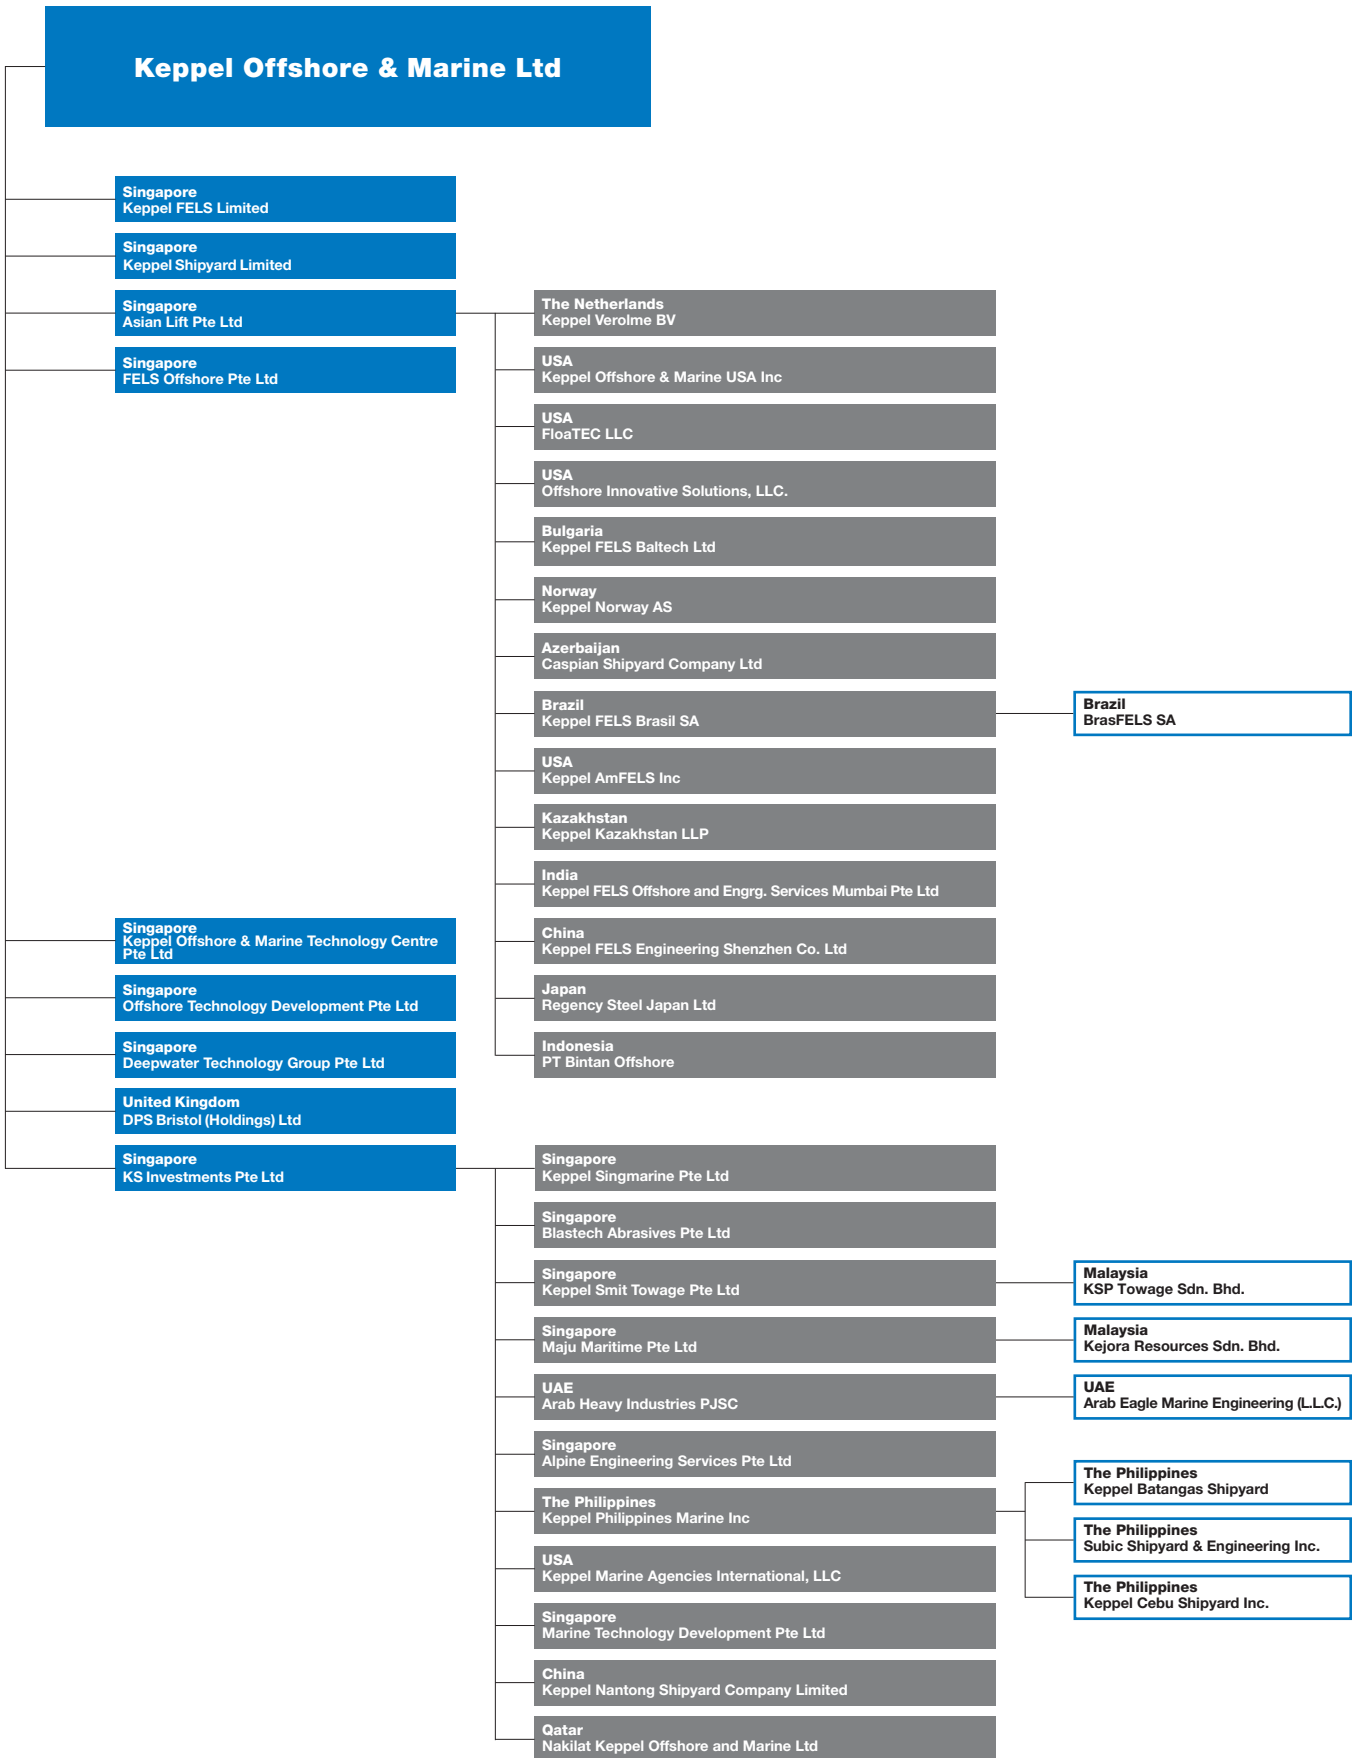 Keppel Offshore & Marine Ltd
Singapore
Keppel FELS Limited
Singapore
Keppel Shipyard Limited
Singapore
Asian Lift Pte Ltd
Singapore
FELS Offshore Pte Ltd
The Netherlands
Keppel Verolme BV
USA
Keppel Offshore & Marine USA Inc
USA
FloaTEC LLC
USA
Offshore Innovative Solutions, LLC.
Bulgaria
Keppel FELS Baltech Ltd
Norway
Keppel Norway AS
Azerbaijan
Caspian Shipyard Company Ltd
Brazil
Keppel FELS Brasil SA
Brazil
BrasFELS SA
USA
Keppel AmFELS Inc
Kazakhstan
Keppel Kazakhstan LLP
India
Keppel FELS Offshore and Engrg. Services Mumbai Pte Ltd
China
Keppel FELS Engineering Shenzhen Co. Ltd
Japan
Regency Steel Japan Ltd
Indonesia
PT Bintan Offshore
Singapore
Keppel Offshore & Marine Technology Centre
Pte Ltd
Singapore
Offshore Technology Development Pte Ltd
Singapore
Deepwater Technology Group Pte Ltd
United Kingdom
DPS Bristol (Holdings) Ltd
Singapore
KS Investments Pte Ltd
Singapore
Keppel Singmarine Pte Ltd
Singapore
Blastech Abrasives Pte Ltd
Singapore
Keppel Smit Towage Pte Ltd
Malaysia
KSP Towage Sdn. Bhd.
Singapore
Maju Maritime Pte Ltd
Malaysia
Kejora Resources Sdn. Bhd.
UAE
Arab Heavy Industries PJSC
UAE
Arab Eagle Marine Engineering (L.L.C.)
Singapore
Alpine Engineering Services Pte Ltd
The Philippines
Keppel Philippines Marine Inc
The Philippines
Keppel Batangas Shipyard
The Philippines
Subic Shipyard & Engineering Inc.
The Philippines
Keppel Cebu Shipyard Inc.
USA
Keppel Marine Agencies International, LLC
Singapore
Marine Technology Development Pte Ltd
China
Keppel Nantong Shipyard Company Limited
Qatar
Nakilat Keppel Offshore and Marine Ltd